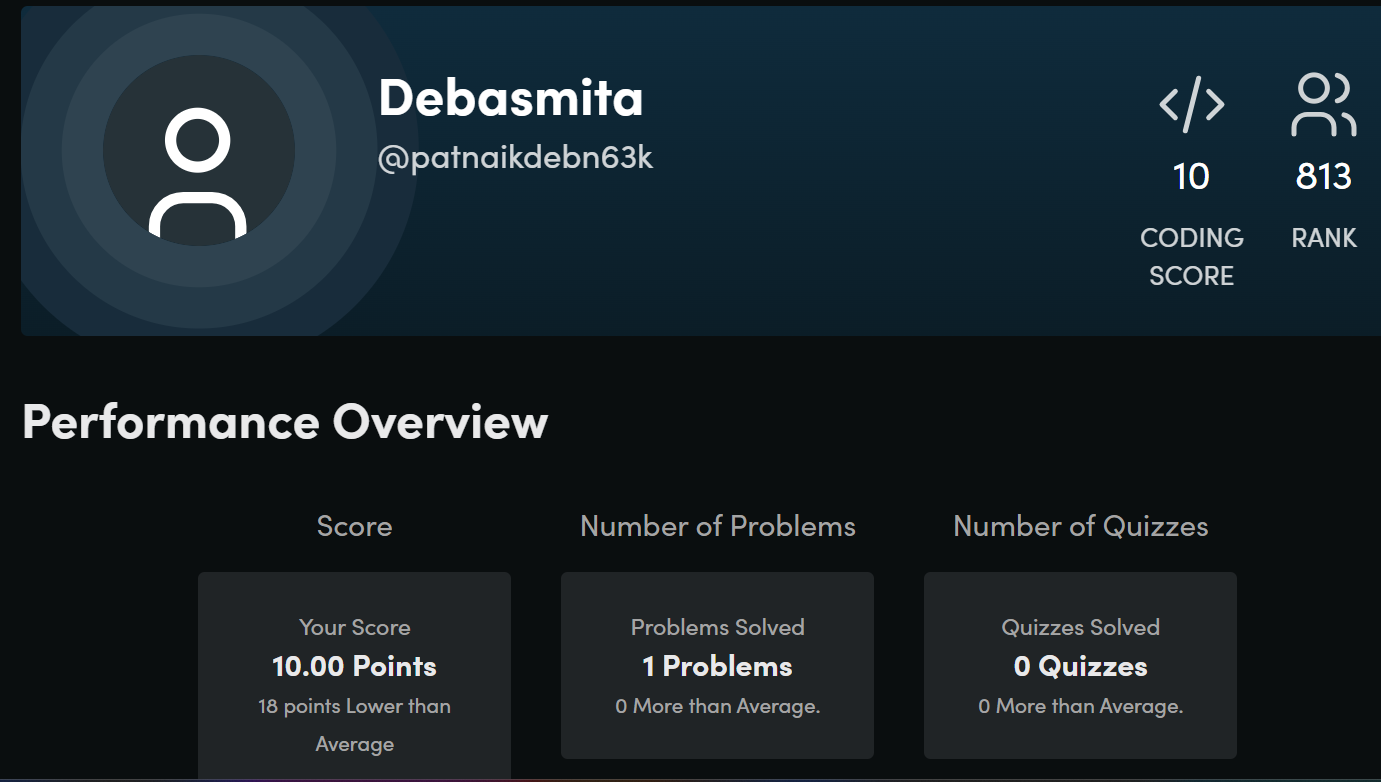 Debasmita
@patnaikdebn63k
10
CODING
SCORE
813
RANK
Performance Overview
Score
Your Score
10.00 Points
18 points Lower than
Average
Number of Problems
Problems Solved
1 Problems
0 More than Average.
Number of Quizzes
Quizzes Solved
0 Quizzes
0 More than Average.